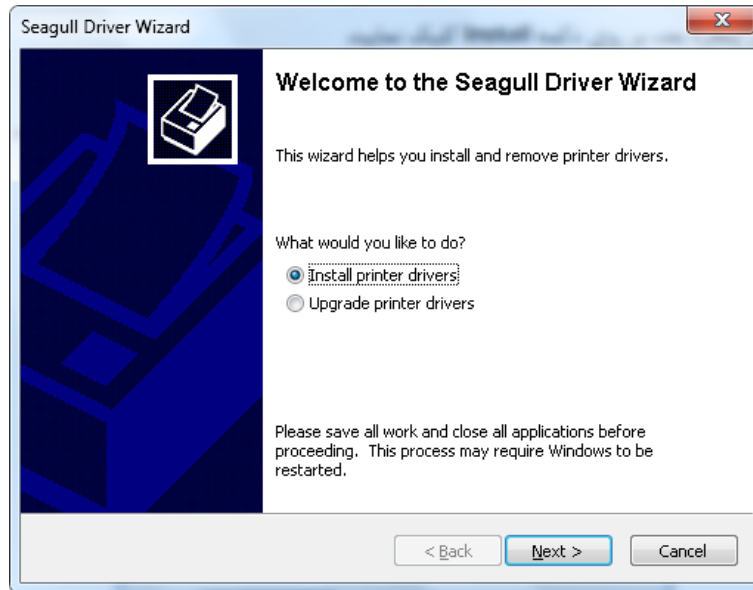 Seagull Driver Wizard
Install
Welcome to the Seagull Driver Wizard
This wizard helps you install and remove printer drivers.
What would you like to do?
Install printer drivers
Upgrade printer drivers
Please save all work and close all applications before
proceeding. This process may require Windows to be
restarted.
< Back Next > Cancel